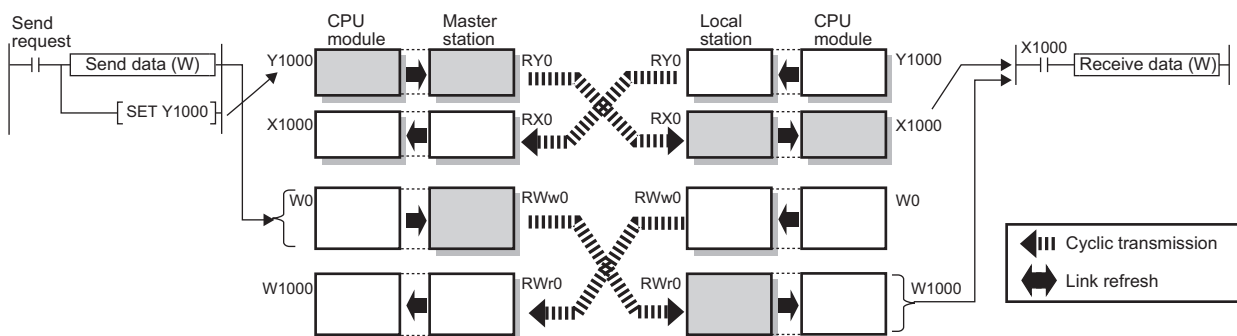 Send
request
CPU
module
Master
station
Local
station
CPU
module
Send data (W)
Y1000
RY0
RY0
Y1000
X1000
Receive data (W)
SET Y1000
X1000
RX0
RX0
X1000
W0
RWw0
RWw0
W0
Cyclic transmission
Link refresh
W1000
RWr0
RWr0
W1000